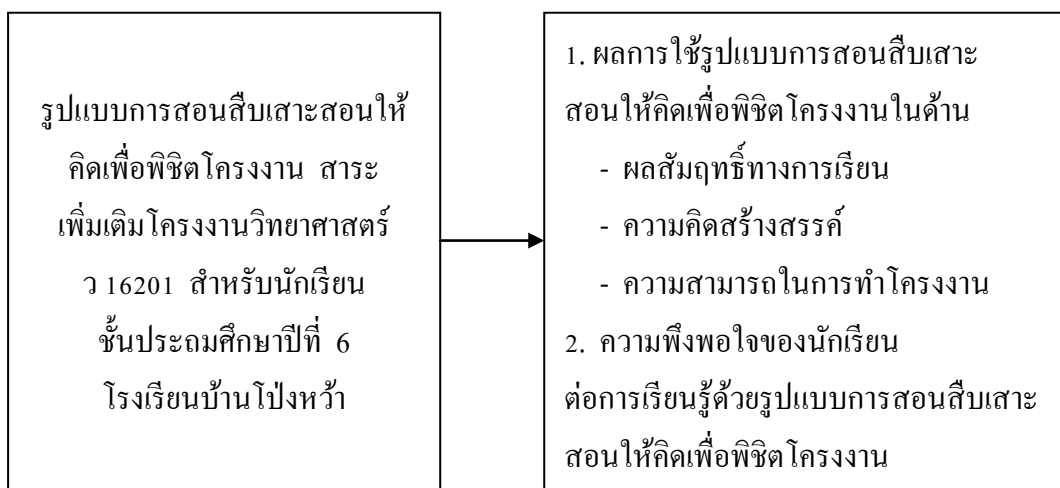 รูปแบบการสอนสืบเสาะสอนให้
คิดเพื่อพิชิตโครงงาน สาระ
เพิ่มเติมโครงงานวิทยาศาสตร์
ว 16201 สำหรับนักเรียน
ชั้นประถมศึกษาปีที่ 6
โรงเรียนบ้านโป่งหว้า
1. ผลการใช้รูปแบบการสอนสืบเสาะ
สอนให้คิดเพื่อพิชิตโครงงานในด้าน
- ผลสัมฤทธิ์ทางการเรียน
- ความคิดสร้างสรรค์
- ความสามารถในการทำโครงงาน
2. ความพึงพอใจของนักเรียน
ต่อการเรียนรู้ด้วยรูปแบบการสอนสืบเสาะ
สอนให้คิดเพื่อพิชิตโครงงาน